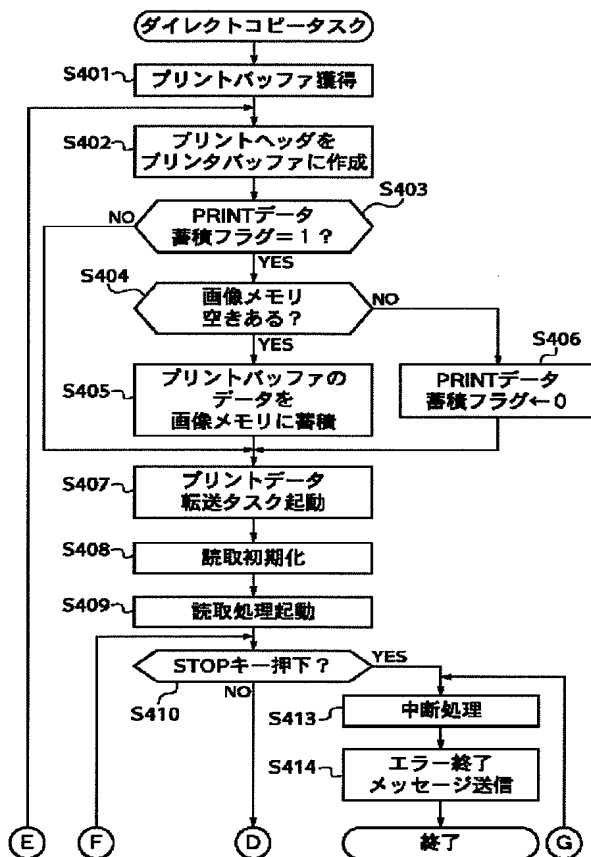 ダイレクトコピータスク
S401
プリントバッファ獲得
S402
プリントヘッダを
プリンタバッファに作成
S403
NO
PRINTデータ
蓄積フラグ=1?
YES
S404
画像メモリ
空きある?
NO
YES
S405
プリントバッファの
データを
画像メモリに蓄積
S406
PRINTデータ
蓄積フラグ←0
S407
プリントデータ
転送タスク起動
S408
読取初期化
S409
読取処理起動
STOPキー押下?
YES
S410
NO
S413
中断処理
S414
エラー終了
メッセージ送信
E
F
D
終了
G